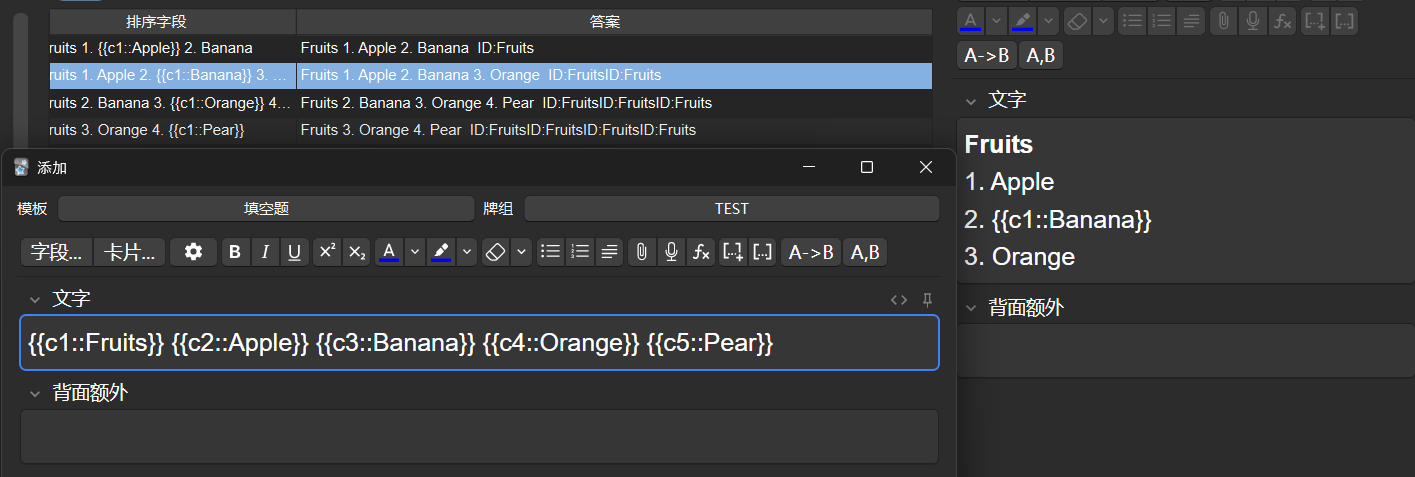 排序字段 答案
ruits 1. {{c1::Apple}} 2. Banana Fruits 1. Apple 2. Banana ID:Fruits
ruits 1. Apple 2. {{c1::Banana}} 3. … Fruits 1. Apple 2. Banana 3. Orange ID:FruitsID:Fruits
ruits 2. Banana 3. {{c1::Orange}} 4… Fruits 2. Banana 3. Orange 4. Pear ID:FruitsID:FruitsID:Fruits
ruits 3. Orange 4. {{c1::Pear}} Fruits 3. Orange 4. Pear ID:FruitsID:FruitsID:FruitsID:Fruits
添加
模板 填空题 牌组 TEST
字段... 卡片... B I U X² X₂ A fx [...]+ [...] A->B A,B
文字 <>
{{c1::Fruits}} {{c2::Apple}} {{c3::Banana}} {{c4::Orange}} {{c5::Pear}}
背面额外
A fx [...]+ [...]
A->B A,B
文字
Fruits
1. Apple
2. {{c1::Banana}}
3. Orange
背面额外